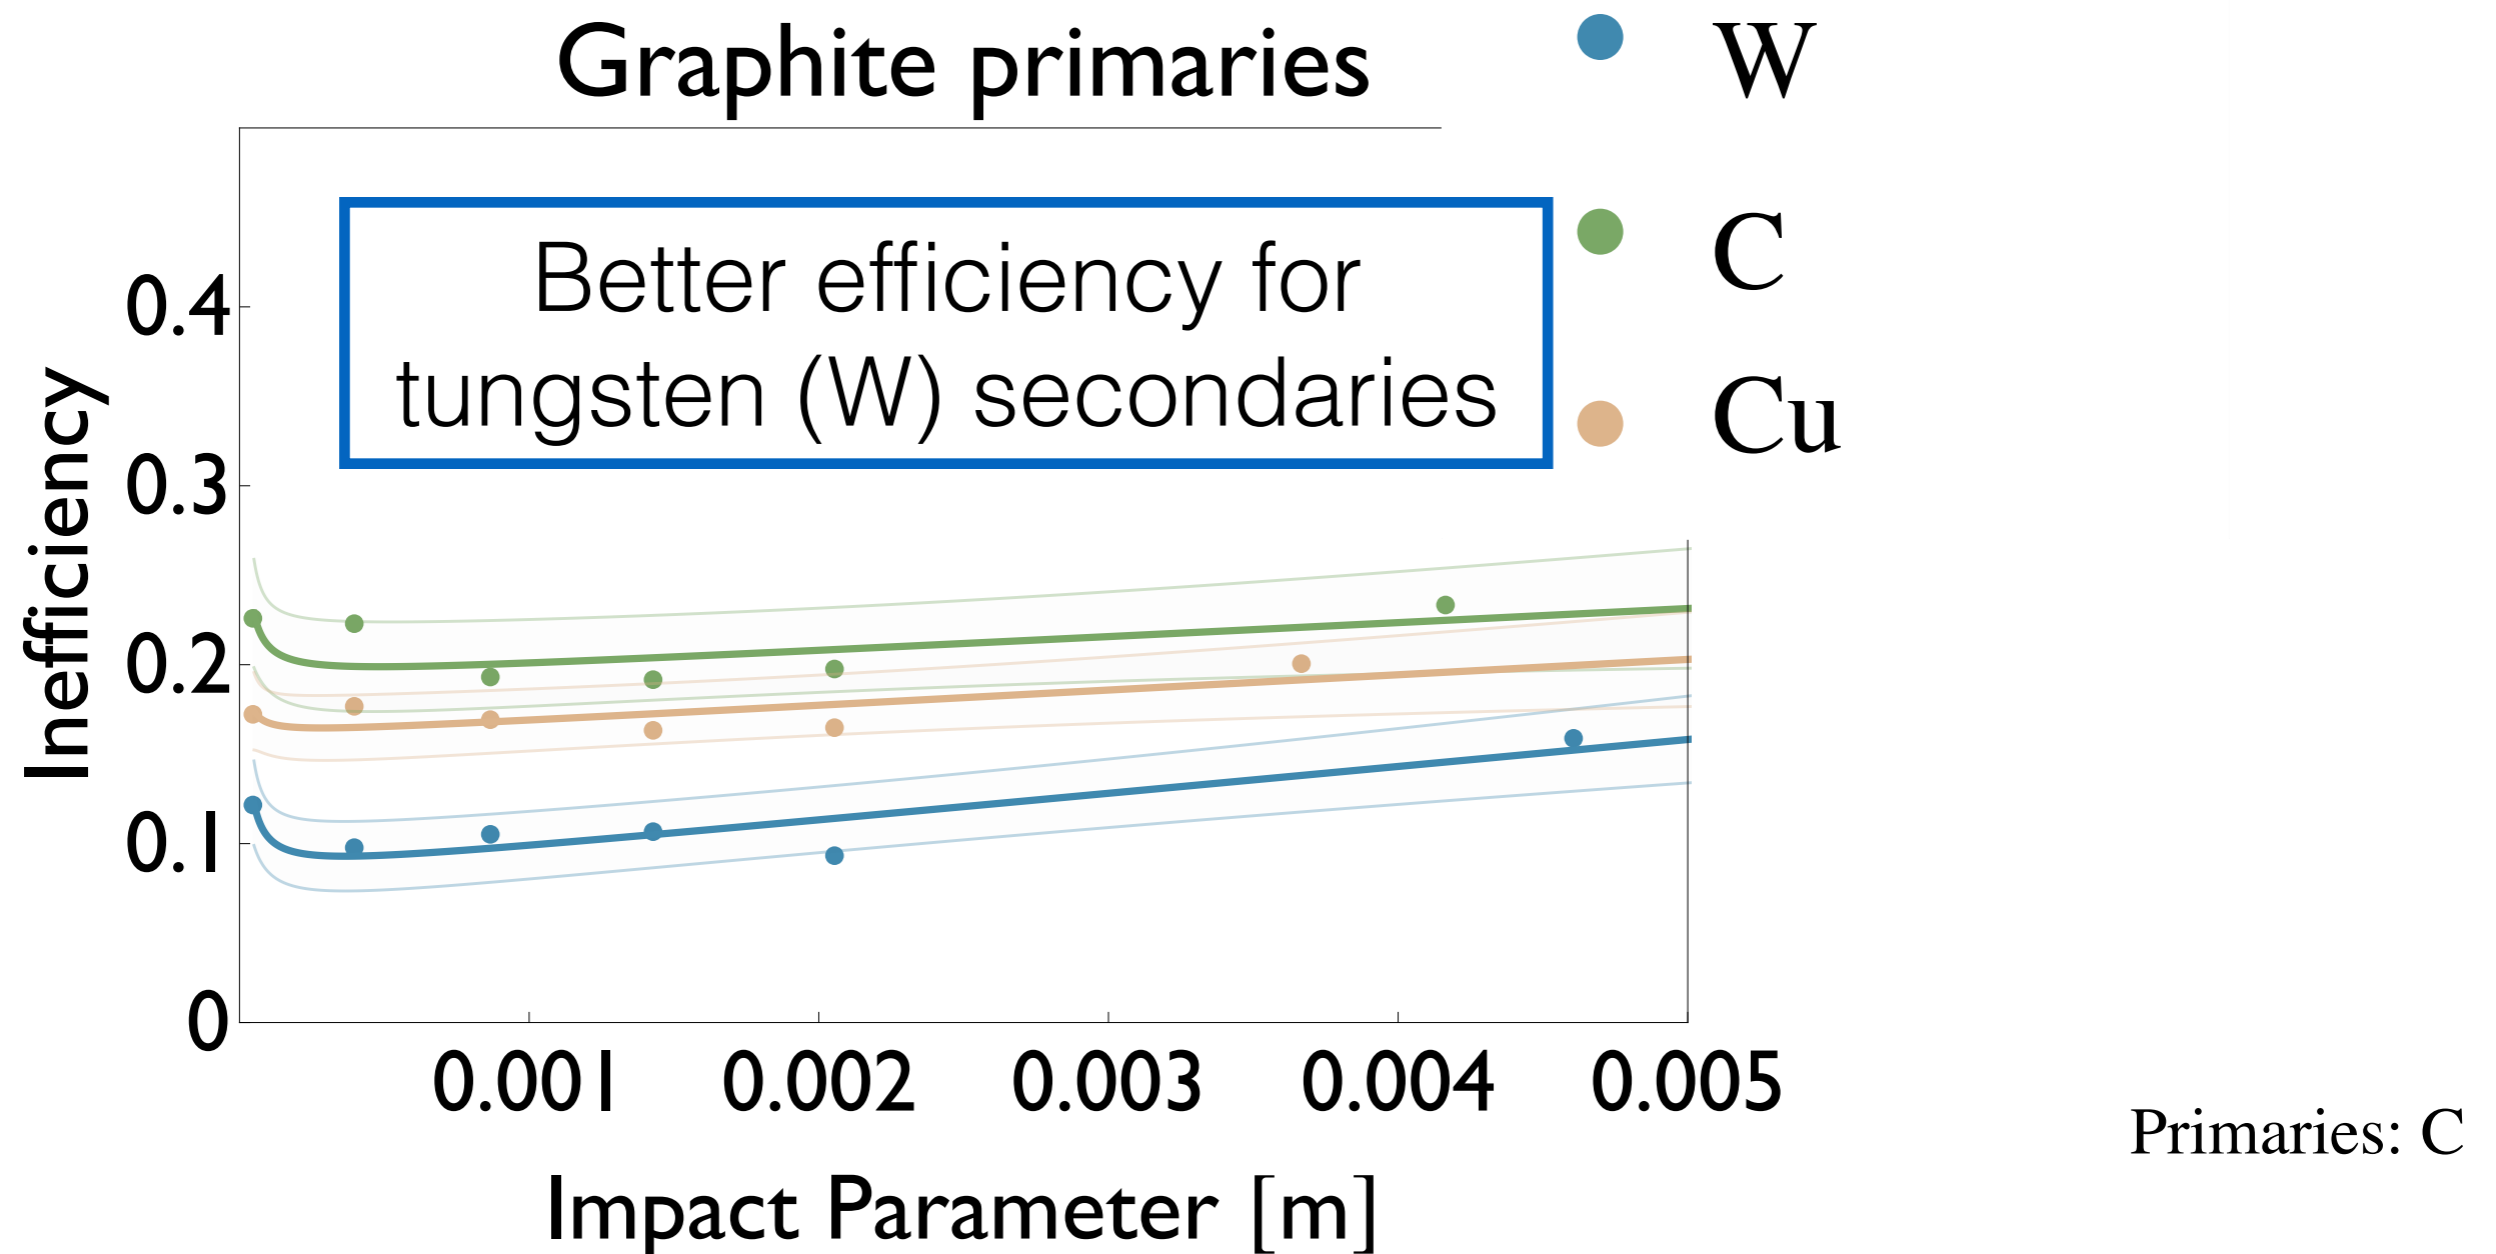 Graphite primaries
W
C
Cu
Better efficiency for
tungsten (W) secondaries
Inefficiency
0.4
0.3
0.2
0.1
0
0.001 0.002 0.003 0.004 0.005
Impact Parameter [m]
Primaries: C